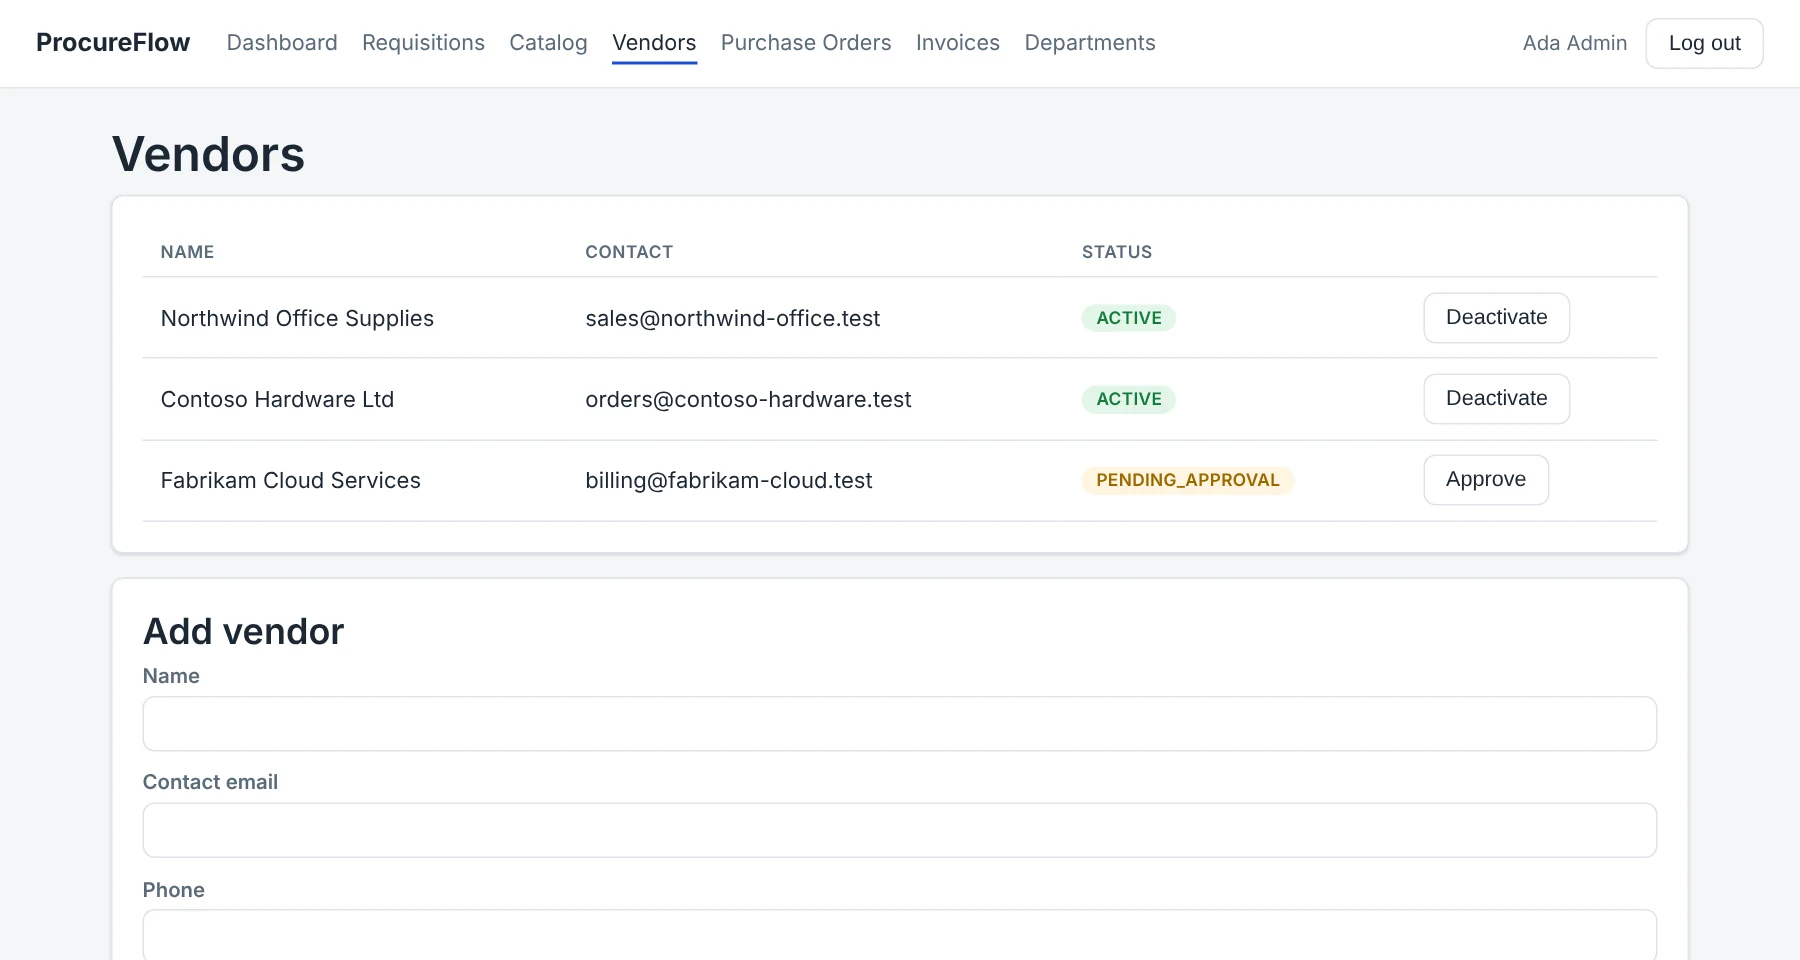 ProcureFlow Dashboard Requisitions Catalog Vendors Purchase Orders Invoices Departments Ada Admin Log out
Vendors
NAME CONTACT STATUS
Northwind Office Supplies sales@northwind-office.test ACTIVE Deactivate
Contoso Hardware Ltd orders@contoso-hardware.test ACTIVE Deactivate
Fabrikam Cloud Services billing@fabrikam-cloud.test PENDING_APPROVAL Approve
Add vendor
Name
Contact email
Phone